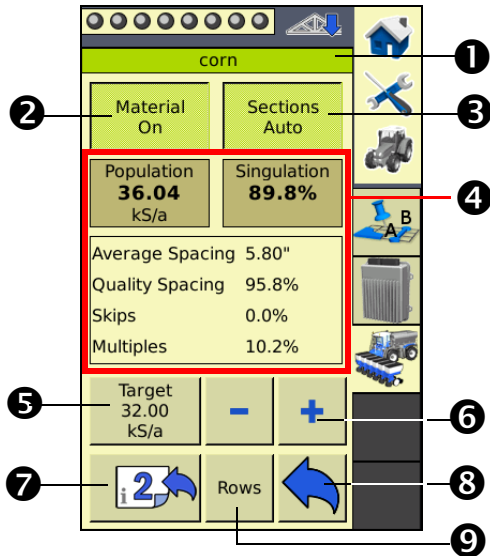 corn
1
Material
On
2
Sections
Auto
3
Population
36.04
kS/a
Singulation
89.8%
4
Average Spacing 5.80"
Quality Spacing 95.8%
Skips 0.0%
Multiples 10.2%
A B
Target
32.00
kS/a
5
-
+
6
2
7
Rows
8
9